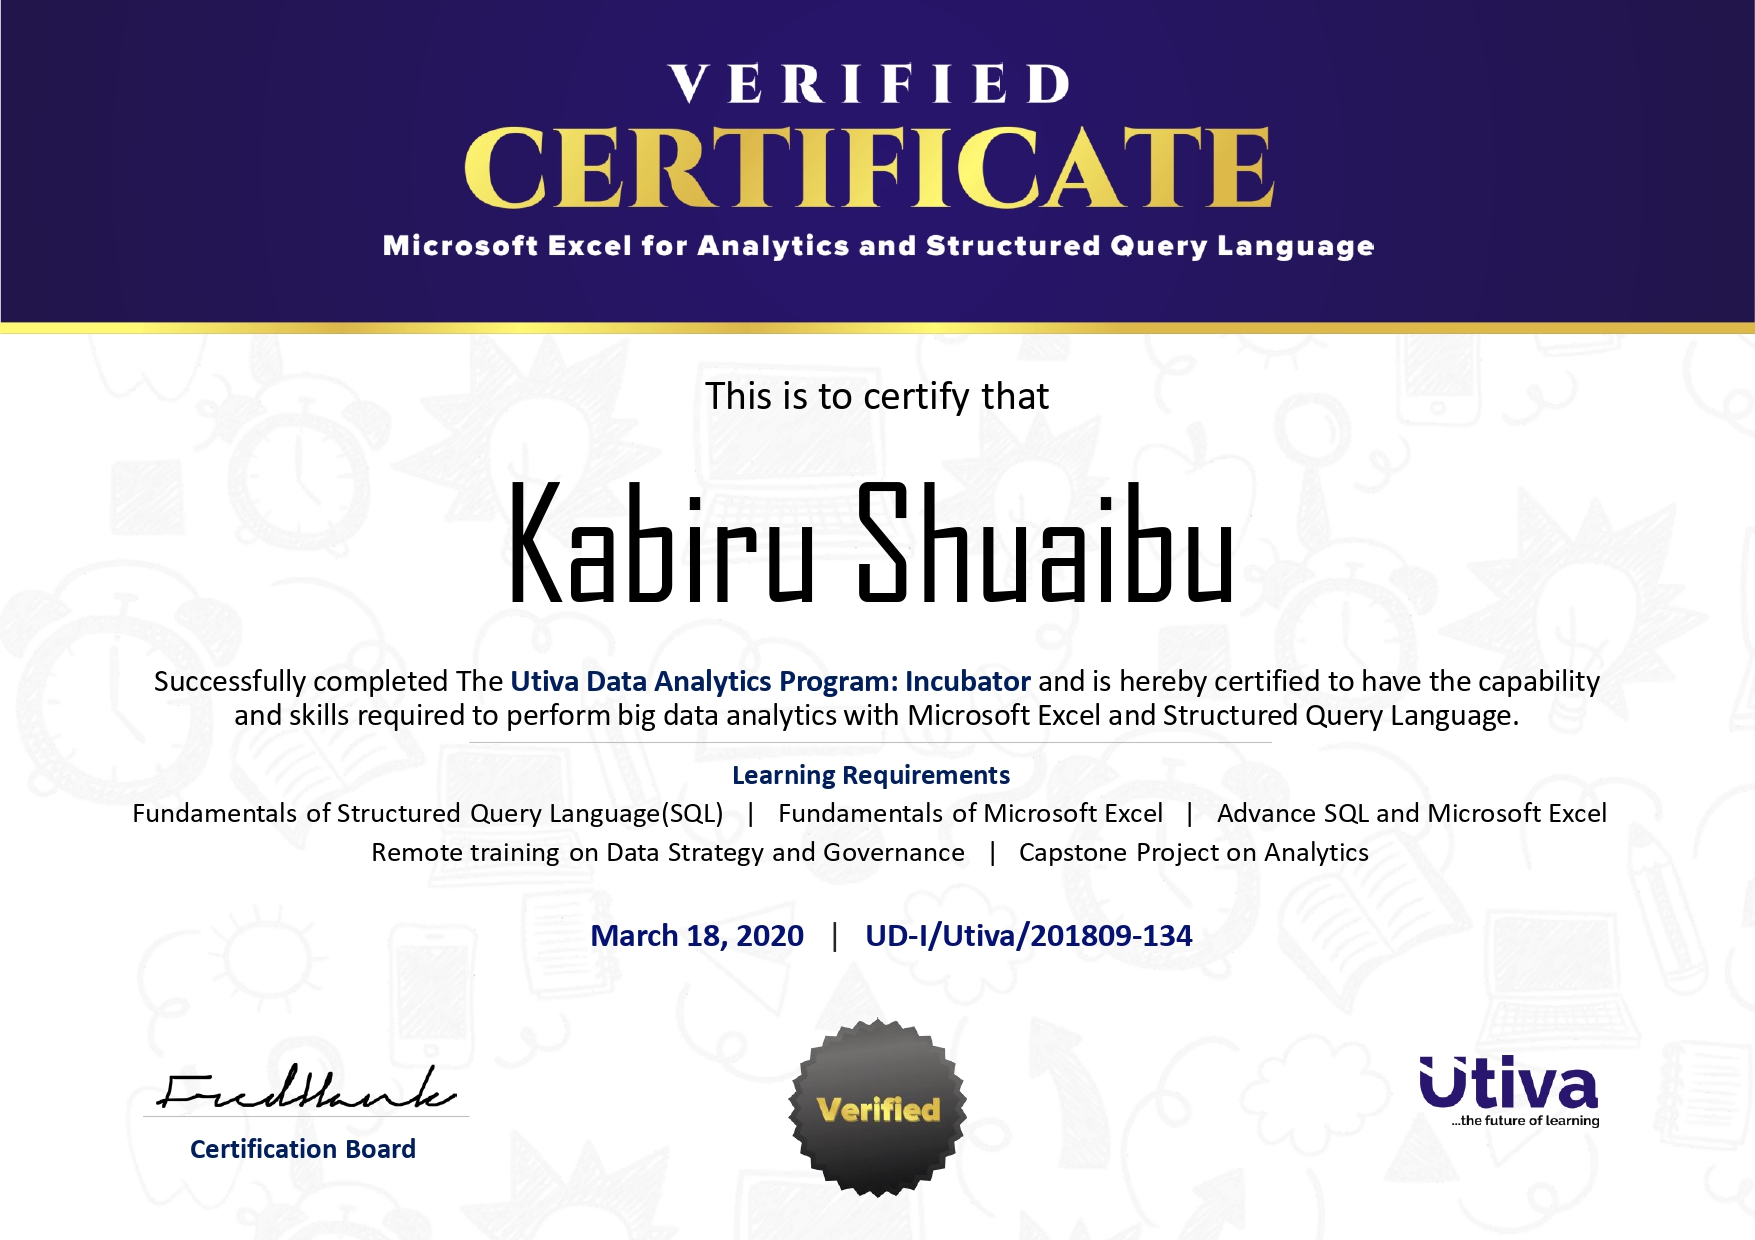 VERIFIED
CERTIFICATE
Microsoft Excel for Analytics and Structured Query Language
This is to certify that
Kabiru Shuaibu
Successfully completed The Utiva Data Analytics Program: Incubator and is hereby certified to have the capability
and skills required to perform big data analytics with Microsoft Excel and Structured Query Language.
Learning Requirements
Fundamentals of Structured Query Language(SQL) | Fundamentals of Microsoft Excel | Advance SQL and Microsoft Excel
Remote training on Data Strategy and Governance | Capstone Project on Analytics
March 18, 2020 | UD-I/Utiva/201809-134
FredHank
Certification Board
Verified
Utiva
...the future of learning